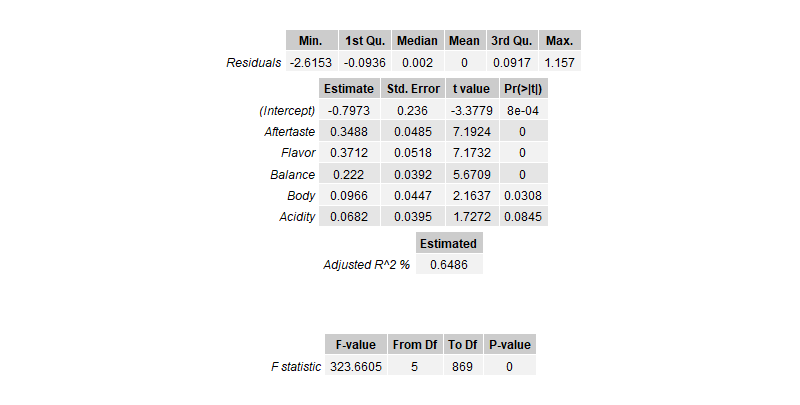 Min. 1st Qu. Median Mean 3rd Qu. Max.
Residuals -2.6153 -0.0936 0.002 0 0.0917 1.157
Estimate Std. Error t value Pr(>|t|)
(Intercept) -0.7973 0.236 -3.3779 8e-04
Aftertaste 0.3488 0.0485 7.1924 0
Flavor 0.3712 0.0518 7.1732 0
Balance 0.222 0.0392 5.6709 0
Body 0.0966 0.0447 2.1637 0.0308
Acidity 0.0682 0.0395 1.7272 0.0845
Estimated
Adjusted R^2 % 0.6486
F-value From Df To Df P-value
F statistic 323.6605 5 869 0